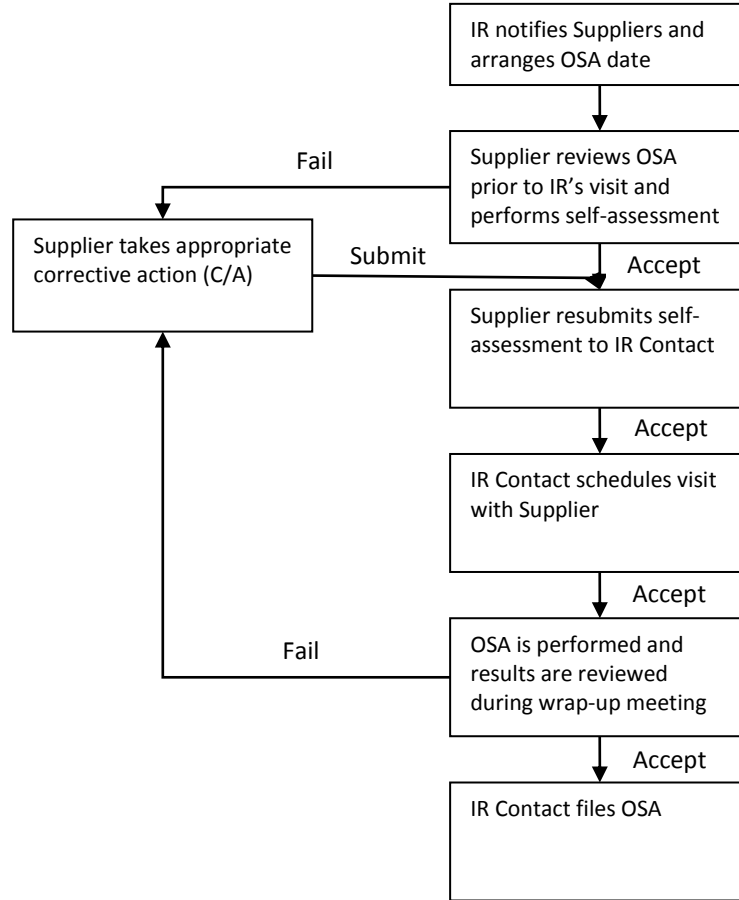 IR notifies Suppliers and
arranges OSA date
Fail
Supplier reviews OSA
prior to IR’s visit and
performs self-assessment
Supplier takes appropriate
corrective action (C/A)
Submit
Accept
Supplier resubmits self-
assessment to IR Contact
Accept
IR Contact schedules visit
with Supplier
Accept
Fail
OSA is performed and
results are reviewed
during wrap-up meeting
Accept
IR Contact files OSA